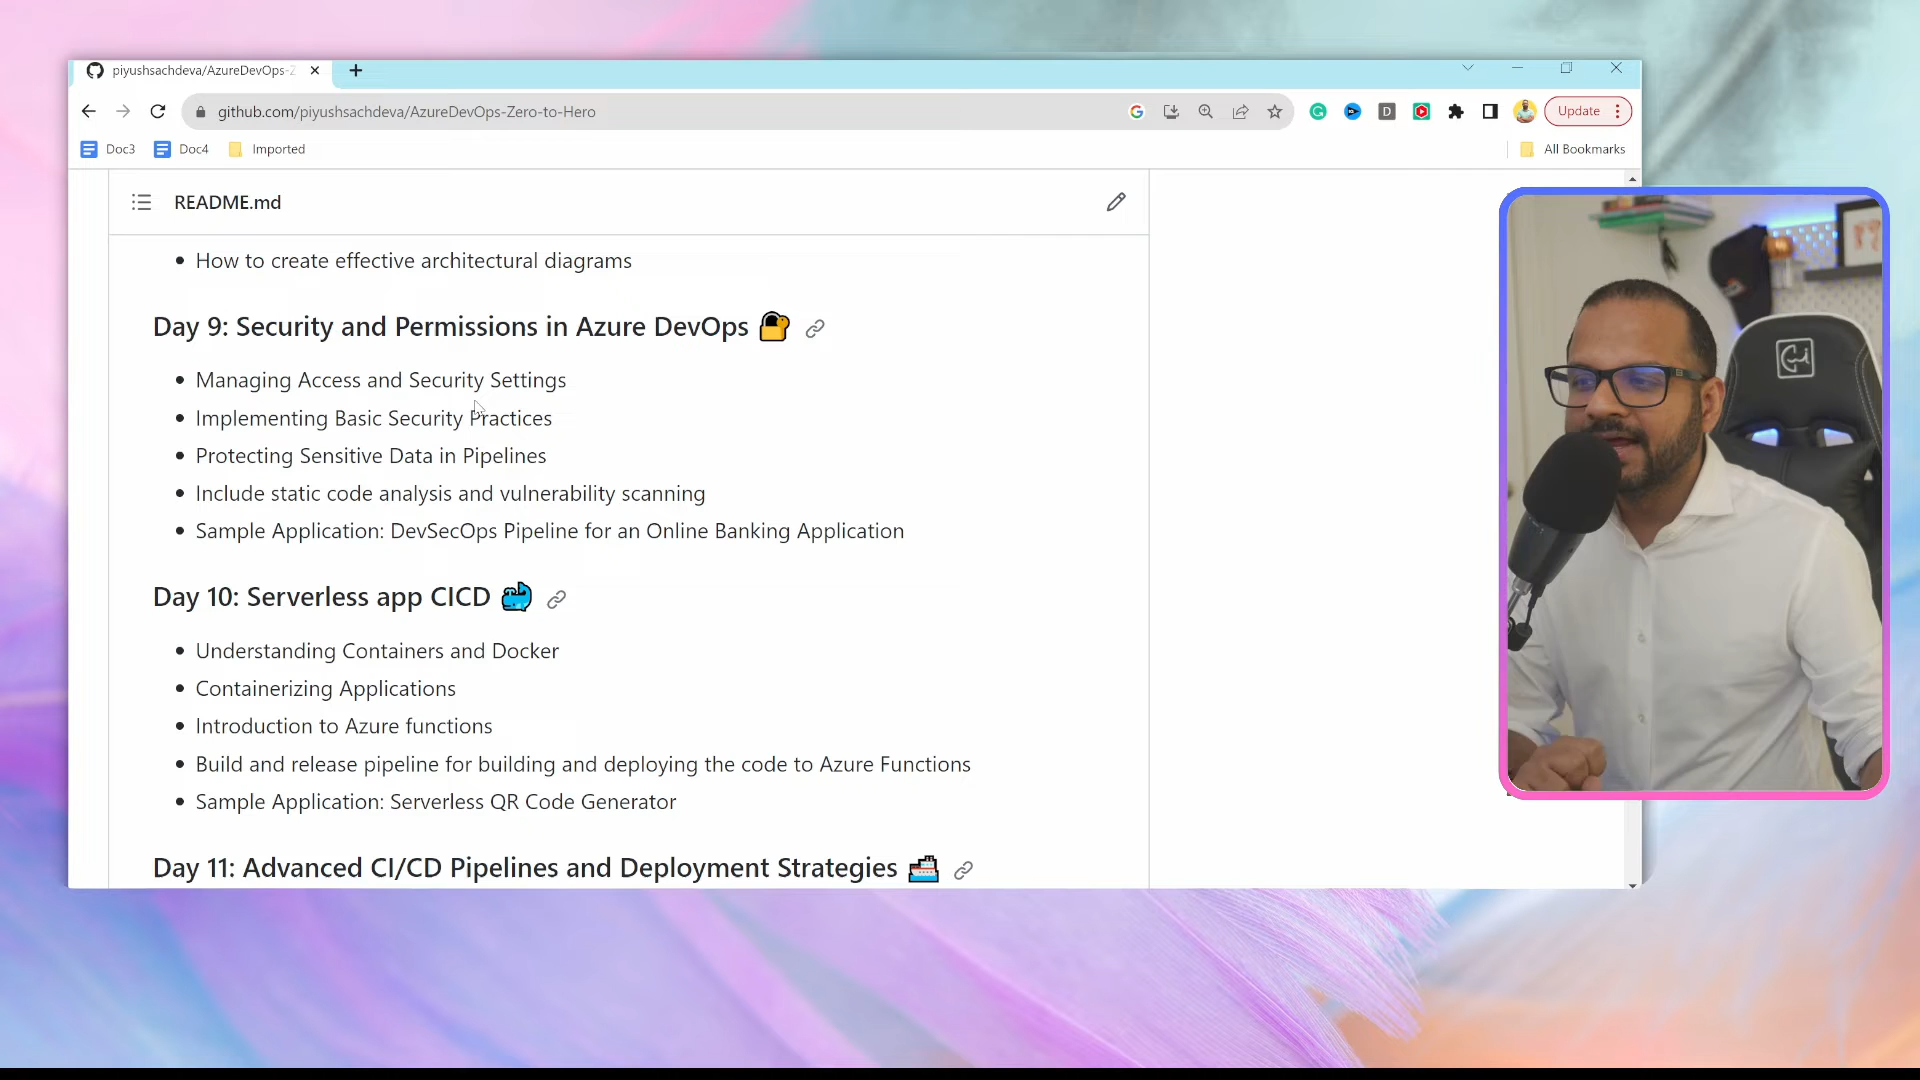 piyushsachdeva/AzureDevOps-Z
github.com/piyushsachdeva/AzureDevOps-Zero-to-Hero
Update
Doc3
Doc4
Imported
All Bookmarks
README.md
• How to create effective architectural diagrams
Day 9: Security and Permissions in Azure DevOps
• Managing Access and Security Settings
• Implementing Basic Security Practices
• Protecting Sensitive Data in Pipelines
• Include static code analysis and vulnerability scanning
• Sample Application: DevSecOps Pipeline for an Online Banking Application
Day 10: Serverless app CICD
• Understanding Containers and Docker
• Containerizing Applications
• Introduction to Azure functions
• Build and release pipeline for building and deploying the code to Azure Functions
• Sample Application: Serverless QR Code Generator
Day 11: Advanced CI/CD Pipelines and Deployment Strategies